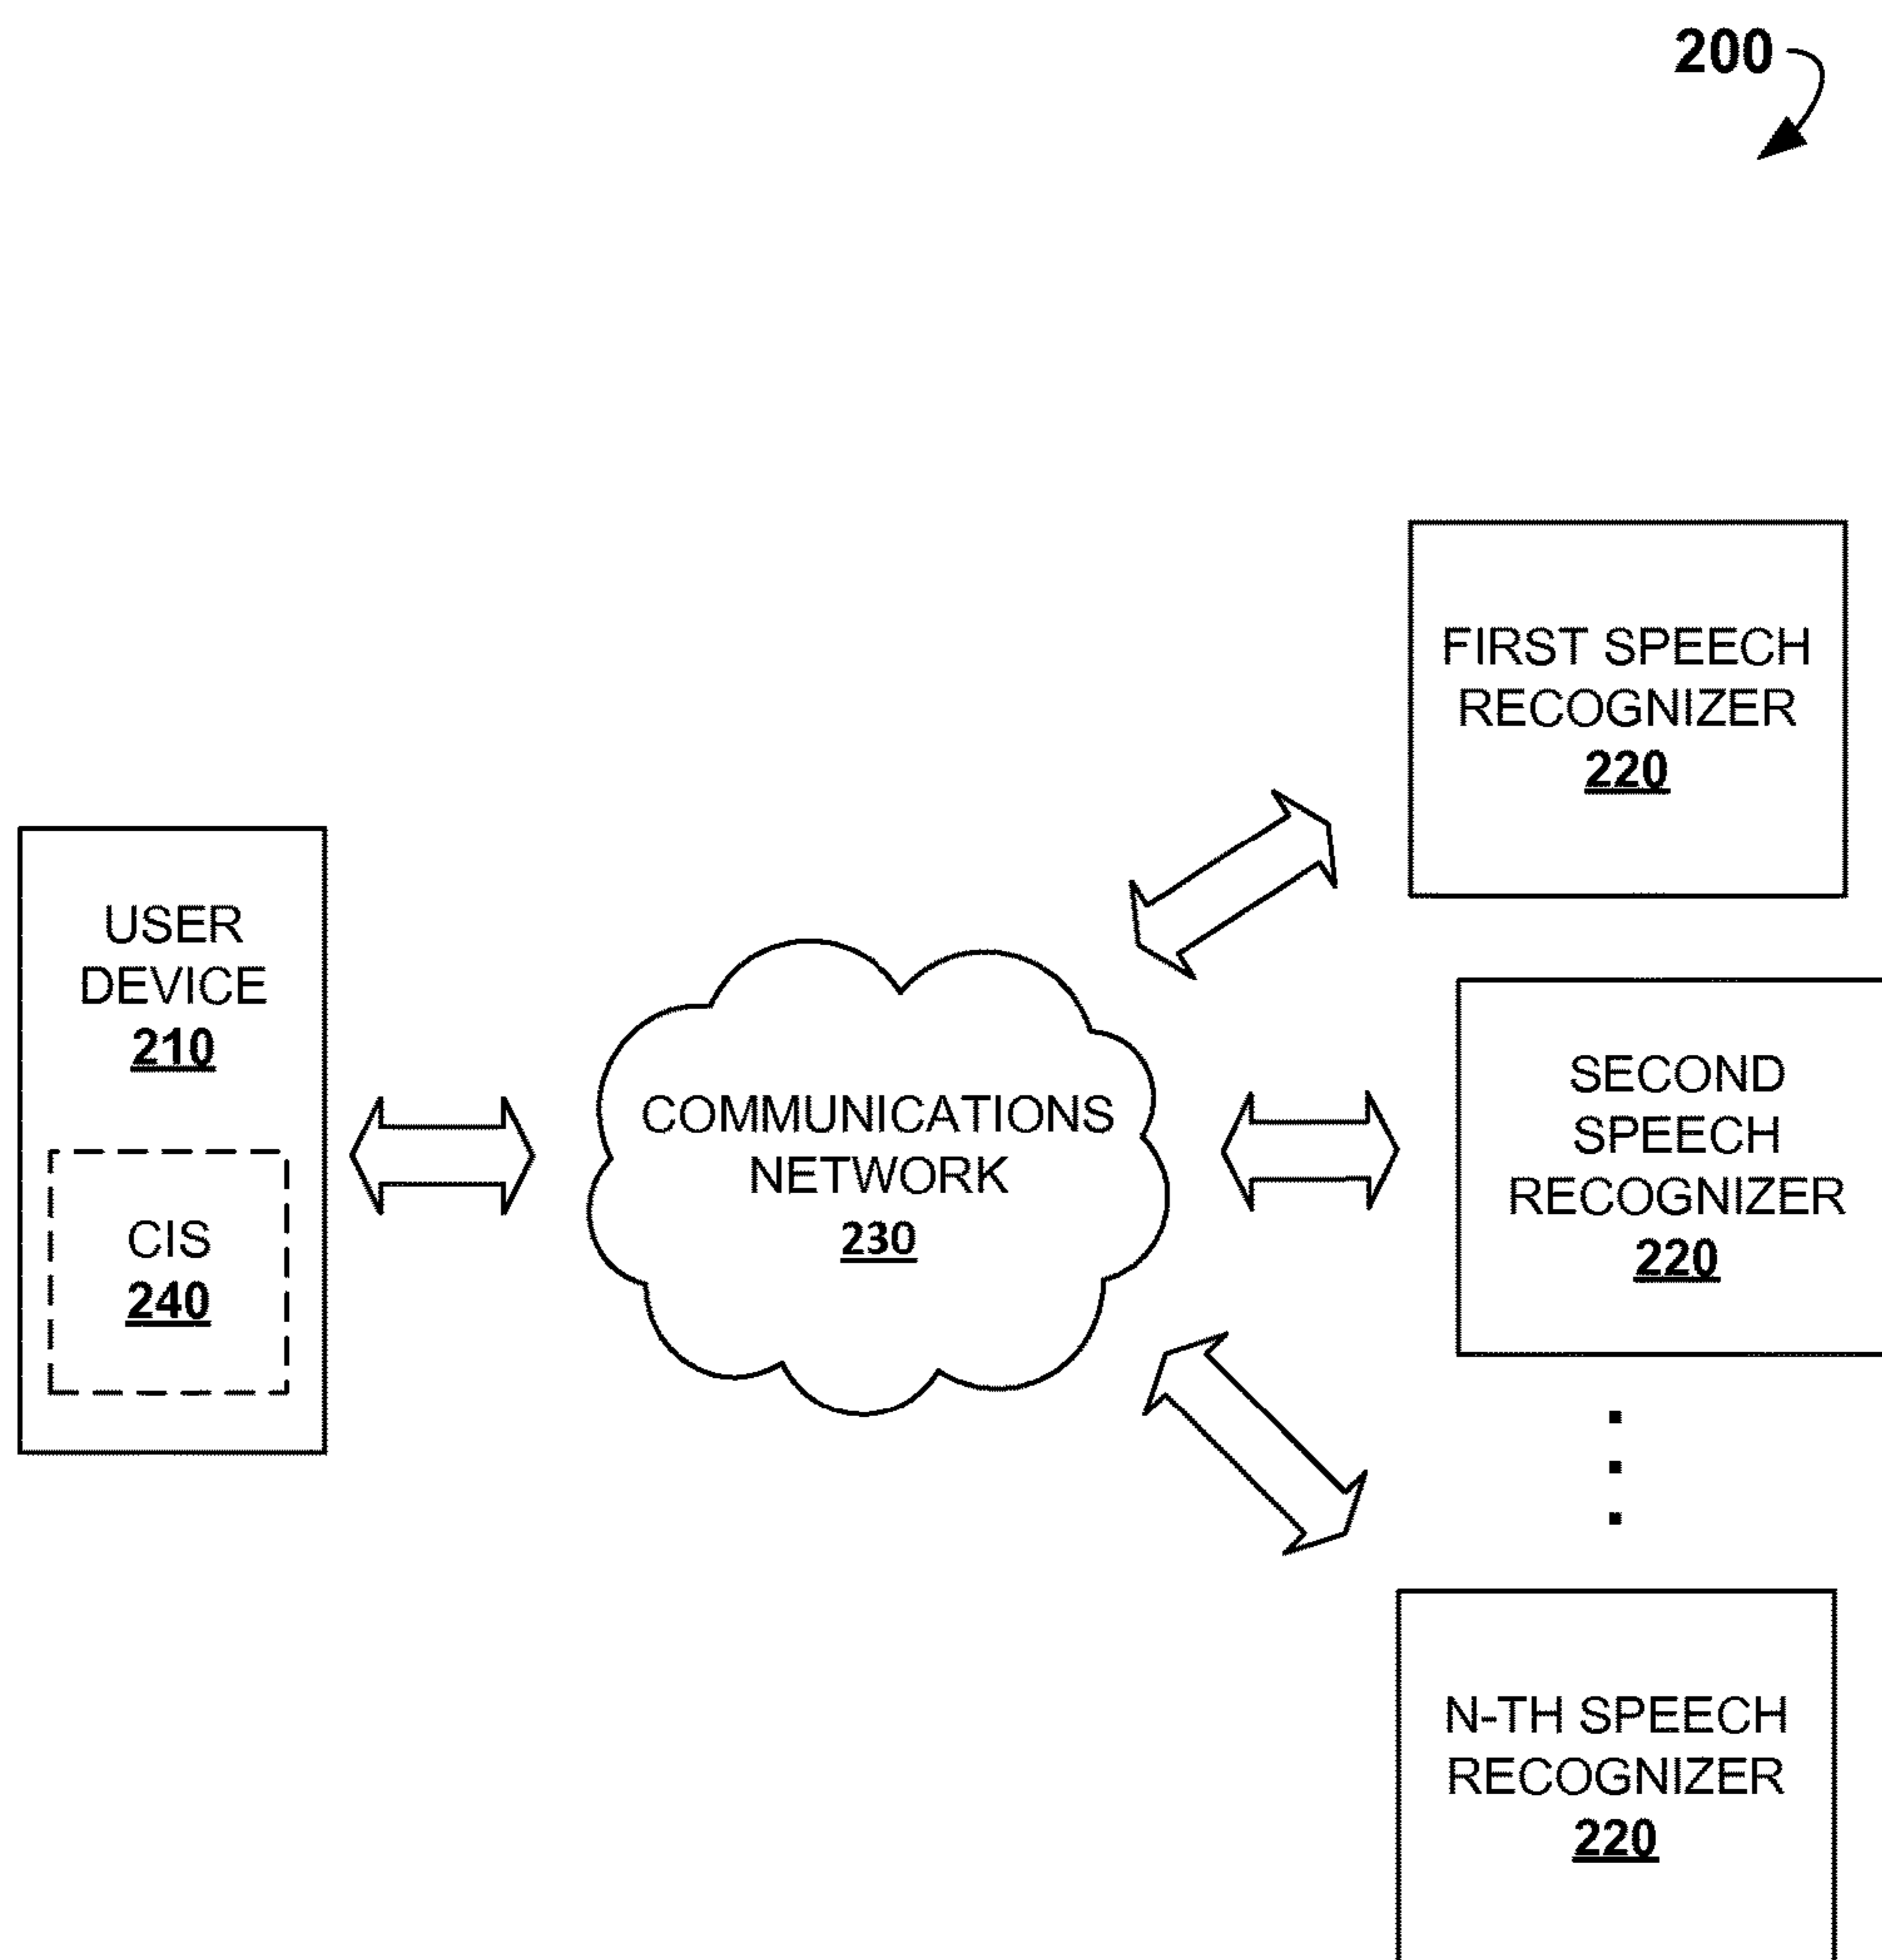 200
FIRST SPEECH
RECOGNIZER
220
USER
DEVICE
210
CIS
240
COMMUNICATIONS
NETWORK
230
SECOND
SPEECH
RECOGNIZER
220
N-TH SPEECH
RECOGNIZER
220